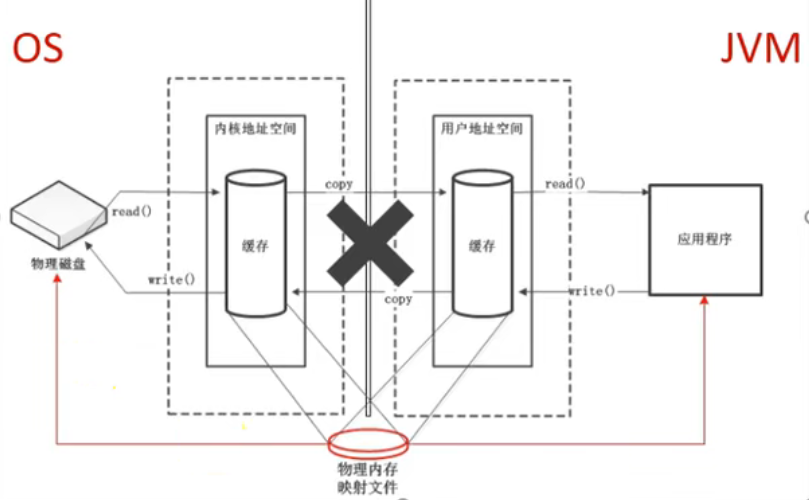 OS
JVM
内核地址空间
用户地址空间
copy
read()
read()
缓存
缓存
应用程序
物理磁盘
write()
copy
write()
物理内存
映射文件